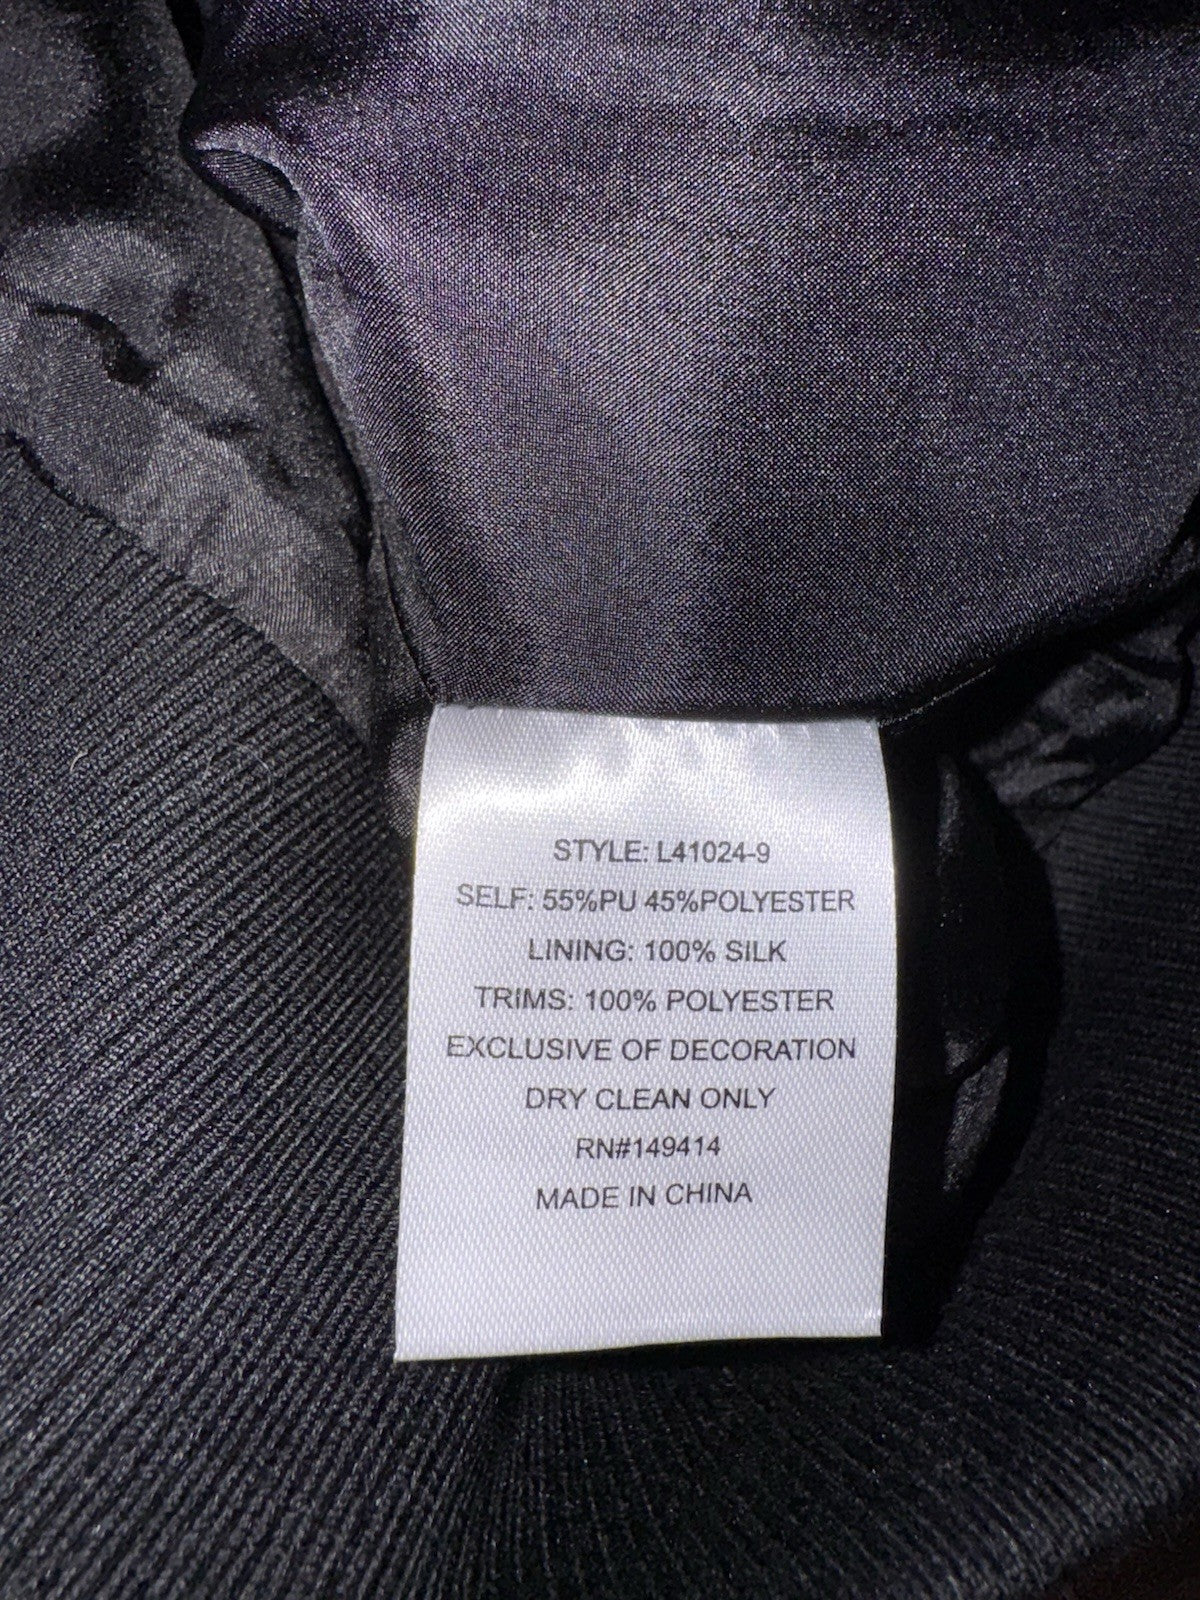 STYLE: L41024-9
SELF: 55%PU 45%POLYESTER
LINING: 100% SILK
TRIMS: 100% POLYESTER
EXCLUSIVE OF DECORATION
DRY CLEAN ONLY
RN#149414
MADE IN CHINA